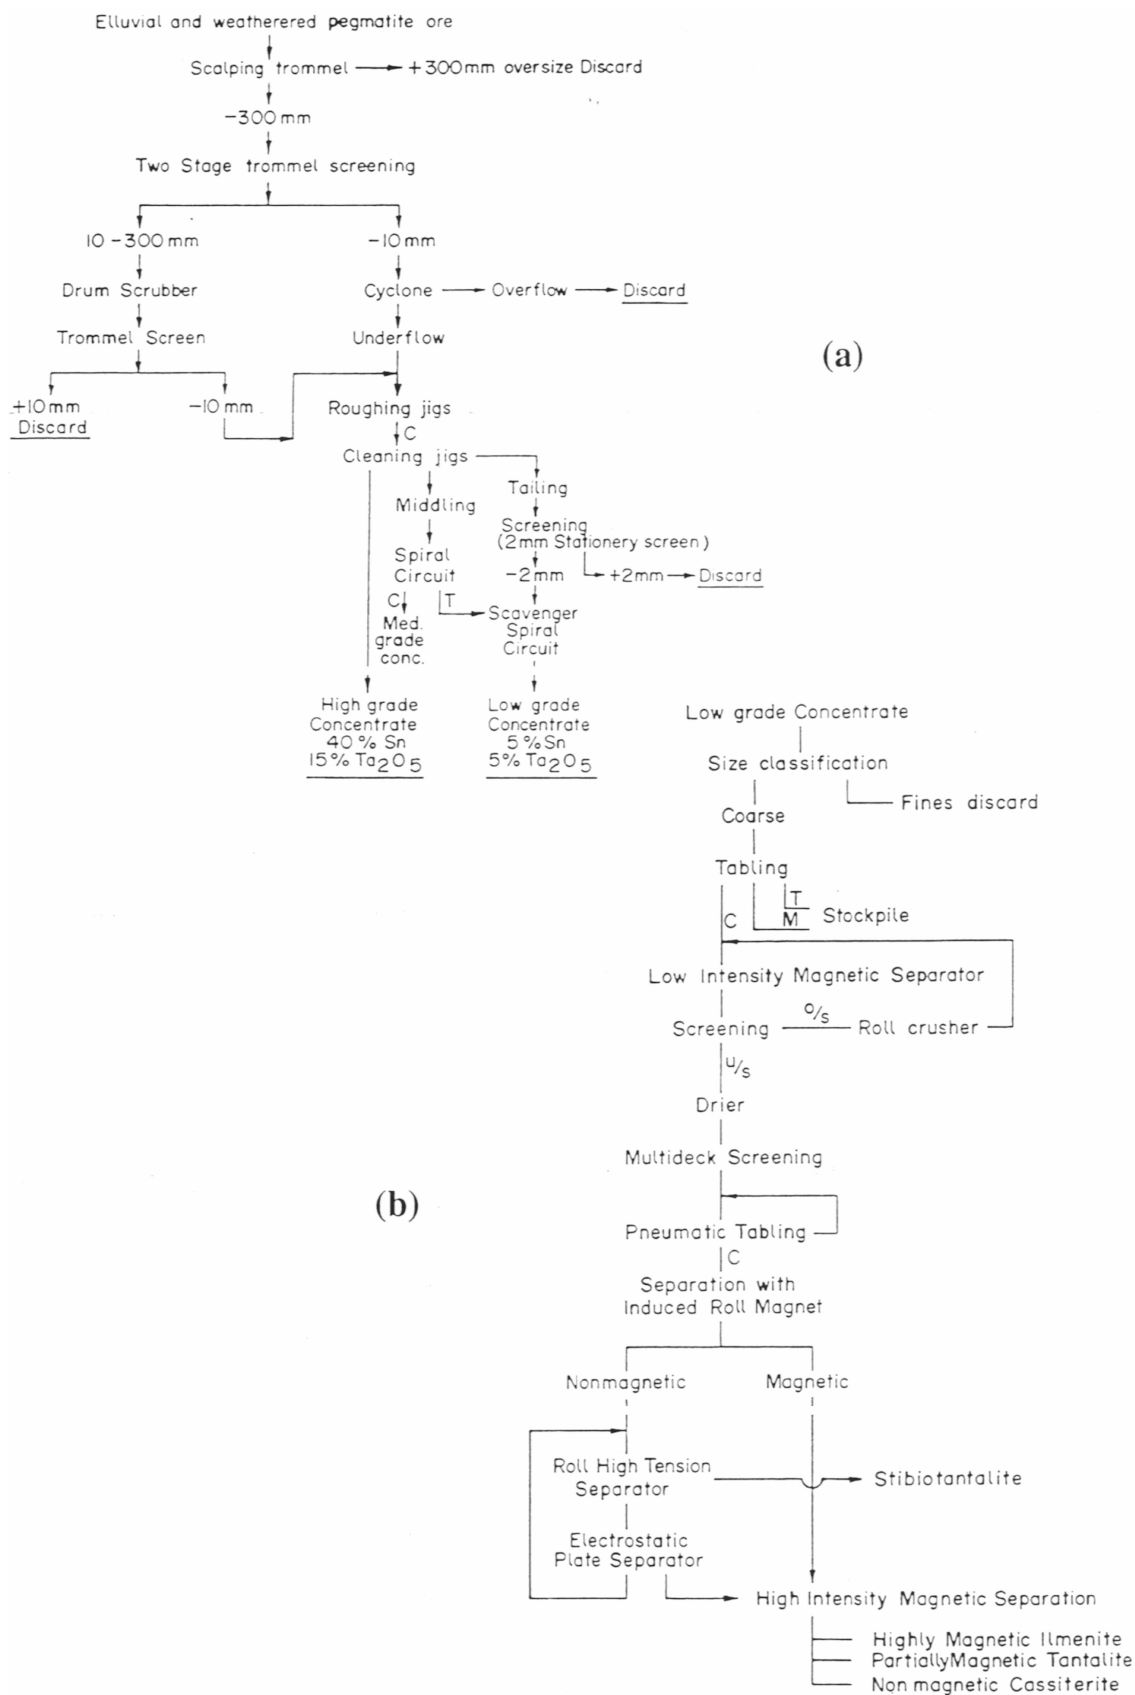 Elluvial and weatherered pegmatite ore
Scalping trommel
+300mm oversize Discard
-300mm
Two Stage trommel screening
10-300mm
-10mm
Drum Scrubber
Cyclone
Overflow
Discard
Trommel Screen
Underflow
(a)
+10mm
Discard
-10mm
Roughing jigs
C
Cleaning jigs
Tailing
Middling
Screening
(2mm Stationery screen)
Spiral
Circuit
-2mm
+2mm
Discard
C
T
Scavenger
Spiral
Circuit
Med.
grade
conc.
High grade
Concentrate
40% Sn
15% Ta2O5
Low grade
Concentrate
5% Sn
5% Ta2O5
Low grade Concentrate
Size classification
Fines discard
Coarse
Tabling
T
C
M
Stockpile
Low Intensity Magnetic Separator
Screening
o/s
Roll crusher
u/s
Drier
Multideck Screening
(b)
Pneumatic Tabling
C
Separation with
Induced Roll Magnet
Nonmagnetic
Magnetic
Roll High Tension
Separator
Stibiotantalite
Electrostatic
Plate Separator
High Intensity Magnetic Separation
Highly Magnetic Ilmenite
Partially Magnetic Tantalite
Non magnetic Cassiterite